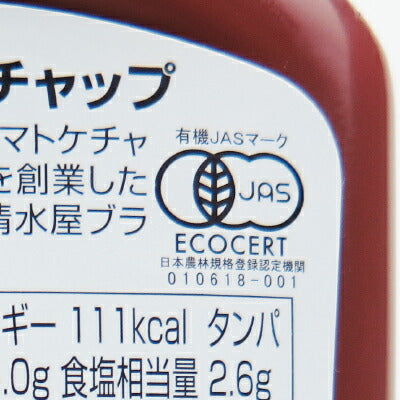 チャップ
有機JASマーク
マトケチャ
を創業した
清水屋ブラ
JAS
ECOCERT
日本農林規格登録認定機関
010618-001
ギー 111kcal タンパ
.0g 食塩相当量 2.6g